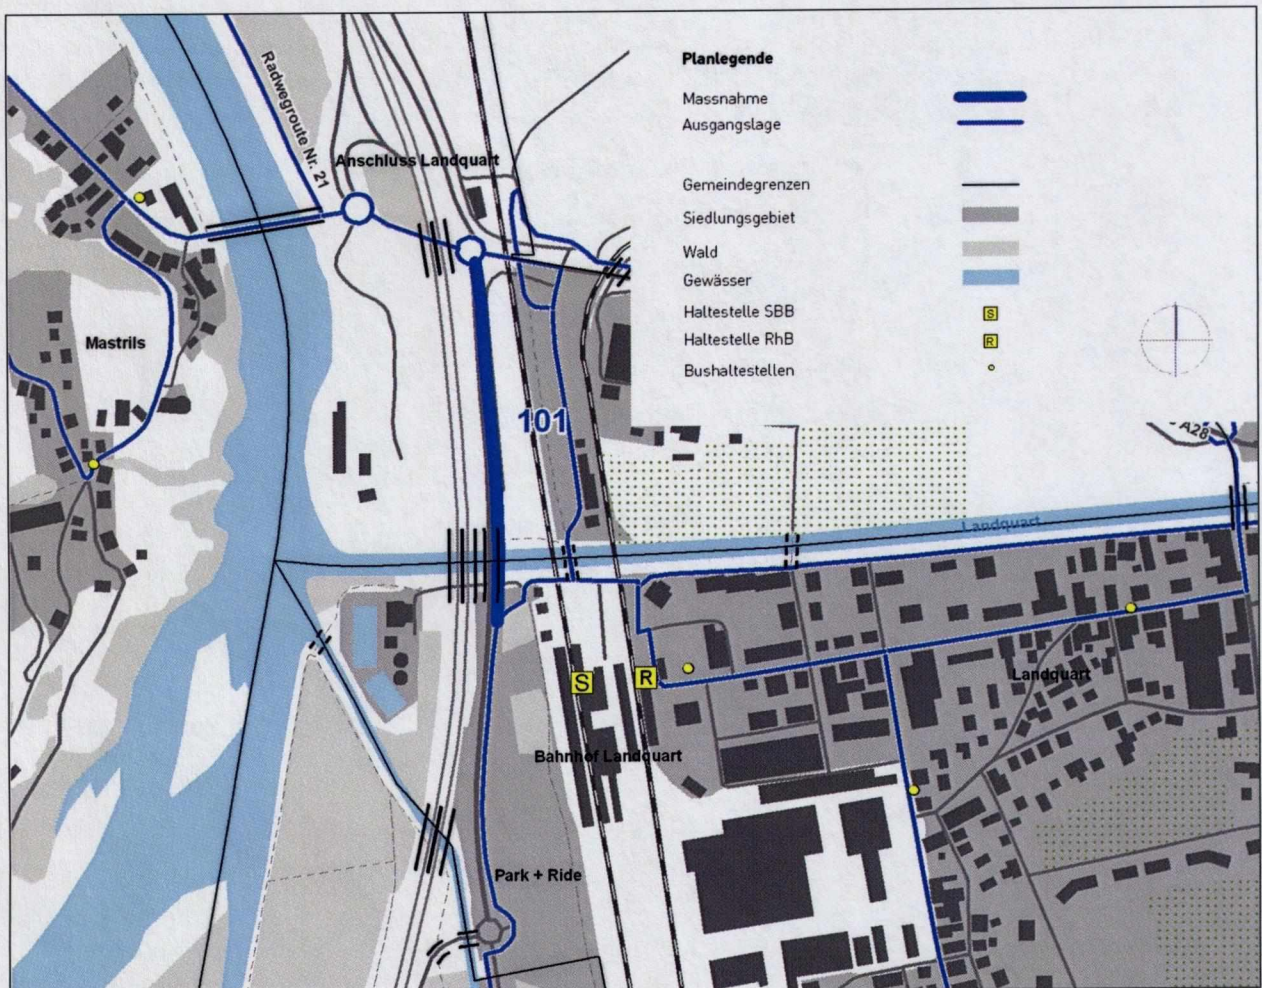 Planlegende
Massnahme
Ausgangslage
Gemeindegrenzen
Siedlungsgebiet
Wald
Gewässer
Haltestelle SBB
S
Haltestelle RhB
R
Bushaltestellen
Radwegroute Nr. 21
Anschluss Landquart
Mastrils
101
A28
Landquart
S
R
Landquart
Bahnhof Landquart
Park + Ride